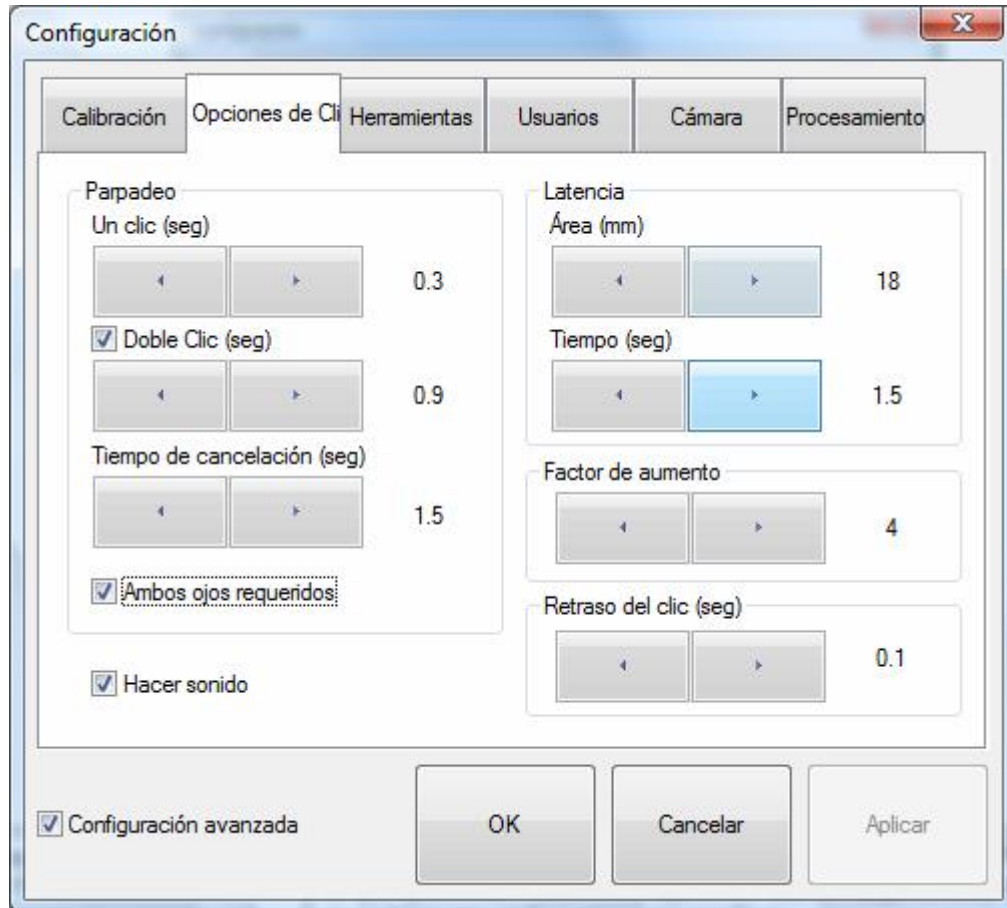 Configuración
Calibración
Opciones de Cli
Herramientas
Usuarios
Cámara
Procesamiento
Parpadeo
Un clic (seg)
0.3
Doble Clic (seg)
0.9
Tiempo de cancelación (seg)
1.5
Ambos ojos requeridos
Hacer sonido
Latencia
Área (mm)
18
Tiempo (seg)
1.5
Factor de aumento
4
Retraso del clic (seg)
0.1
Configuración avanzada
OK
Cancelar
Aplicar